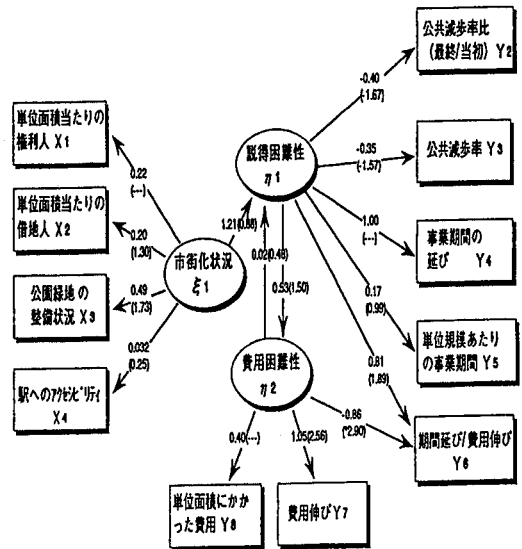 公共減歩率比
(最終/当初) Y2
-0.40
(-1.67)
単位面積当たりの
権利人 X1
説得困難性
η1
-0.35
(-1.57)
公共減歩率 Y3
0.22
(---)
1.00
(---)
事業期間の
延び Y4
単位面積当たりの
借地人 X2
0.20
(1.30)
1.21(0.88)
0.02(0.48)
市街化状況
ξ1
0.53(1.50)
0.17
(0.99)
公園緑地の
整備状況 X3
0.49
(1.73)
単位規模あたり
の事業期間 Y5
0.81
(1.89)
0.032
(0.25)
費用困難性
η2
駅へのアクセシビリティ
X4
-0.86
(*2.90)
期間延び/費用伸び
Y6
0.40(---)
1.05(2.56)
単位面積にかか
った費用 Y8
費用伸びY7